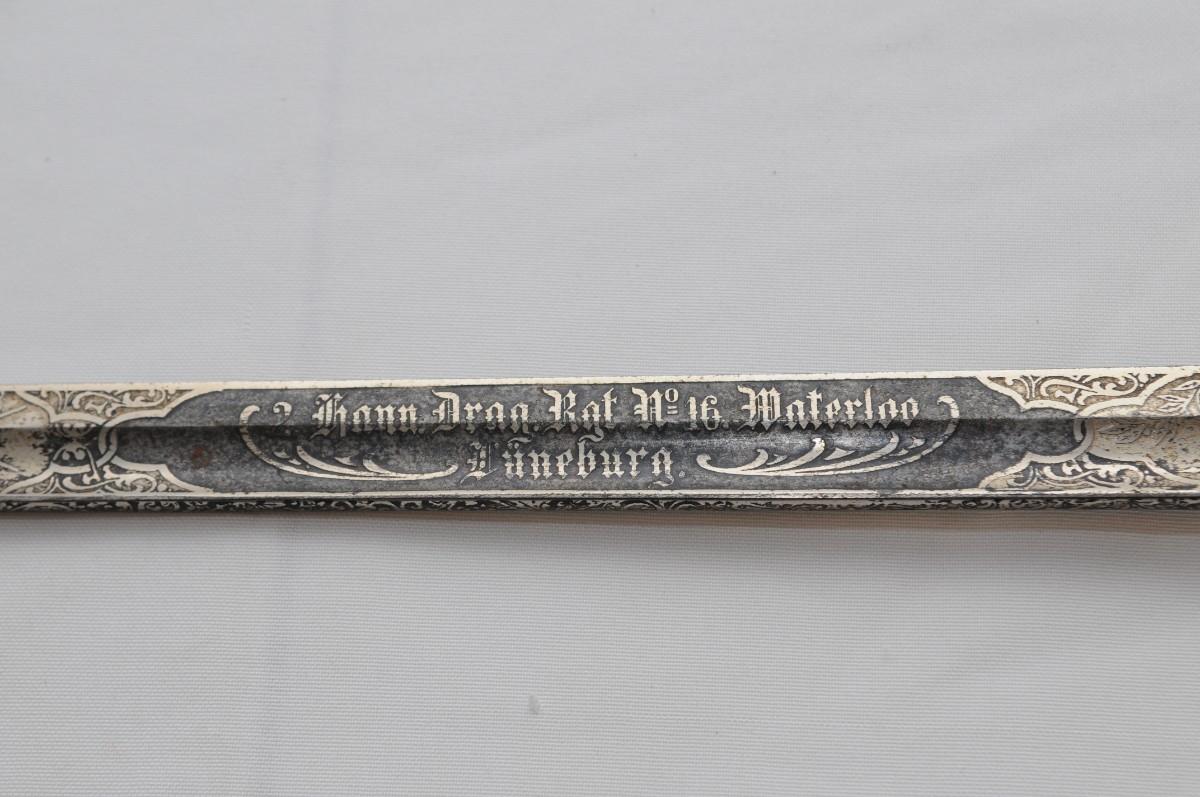 2. Hann. Drag. Rgt Nº 16. Waterloo
Lüneburg.